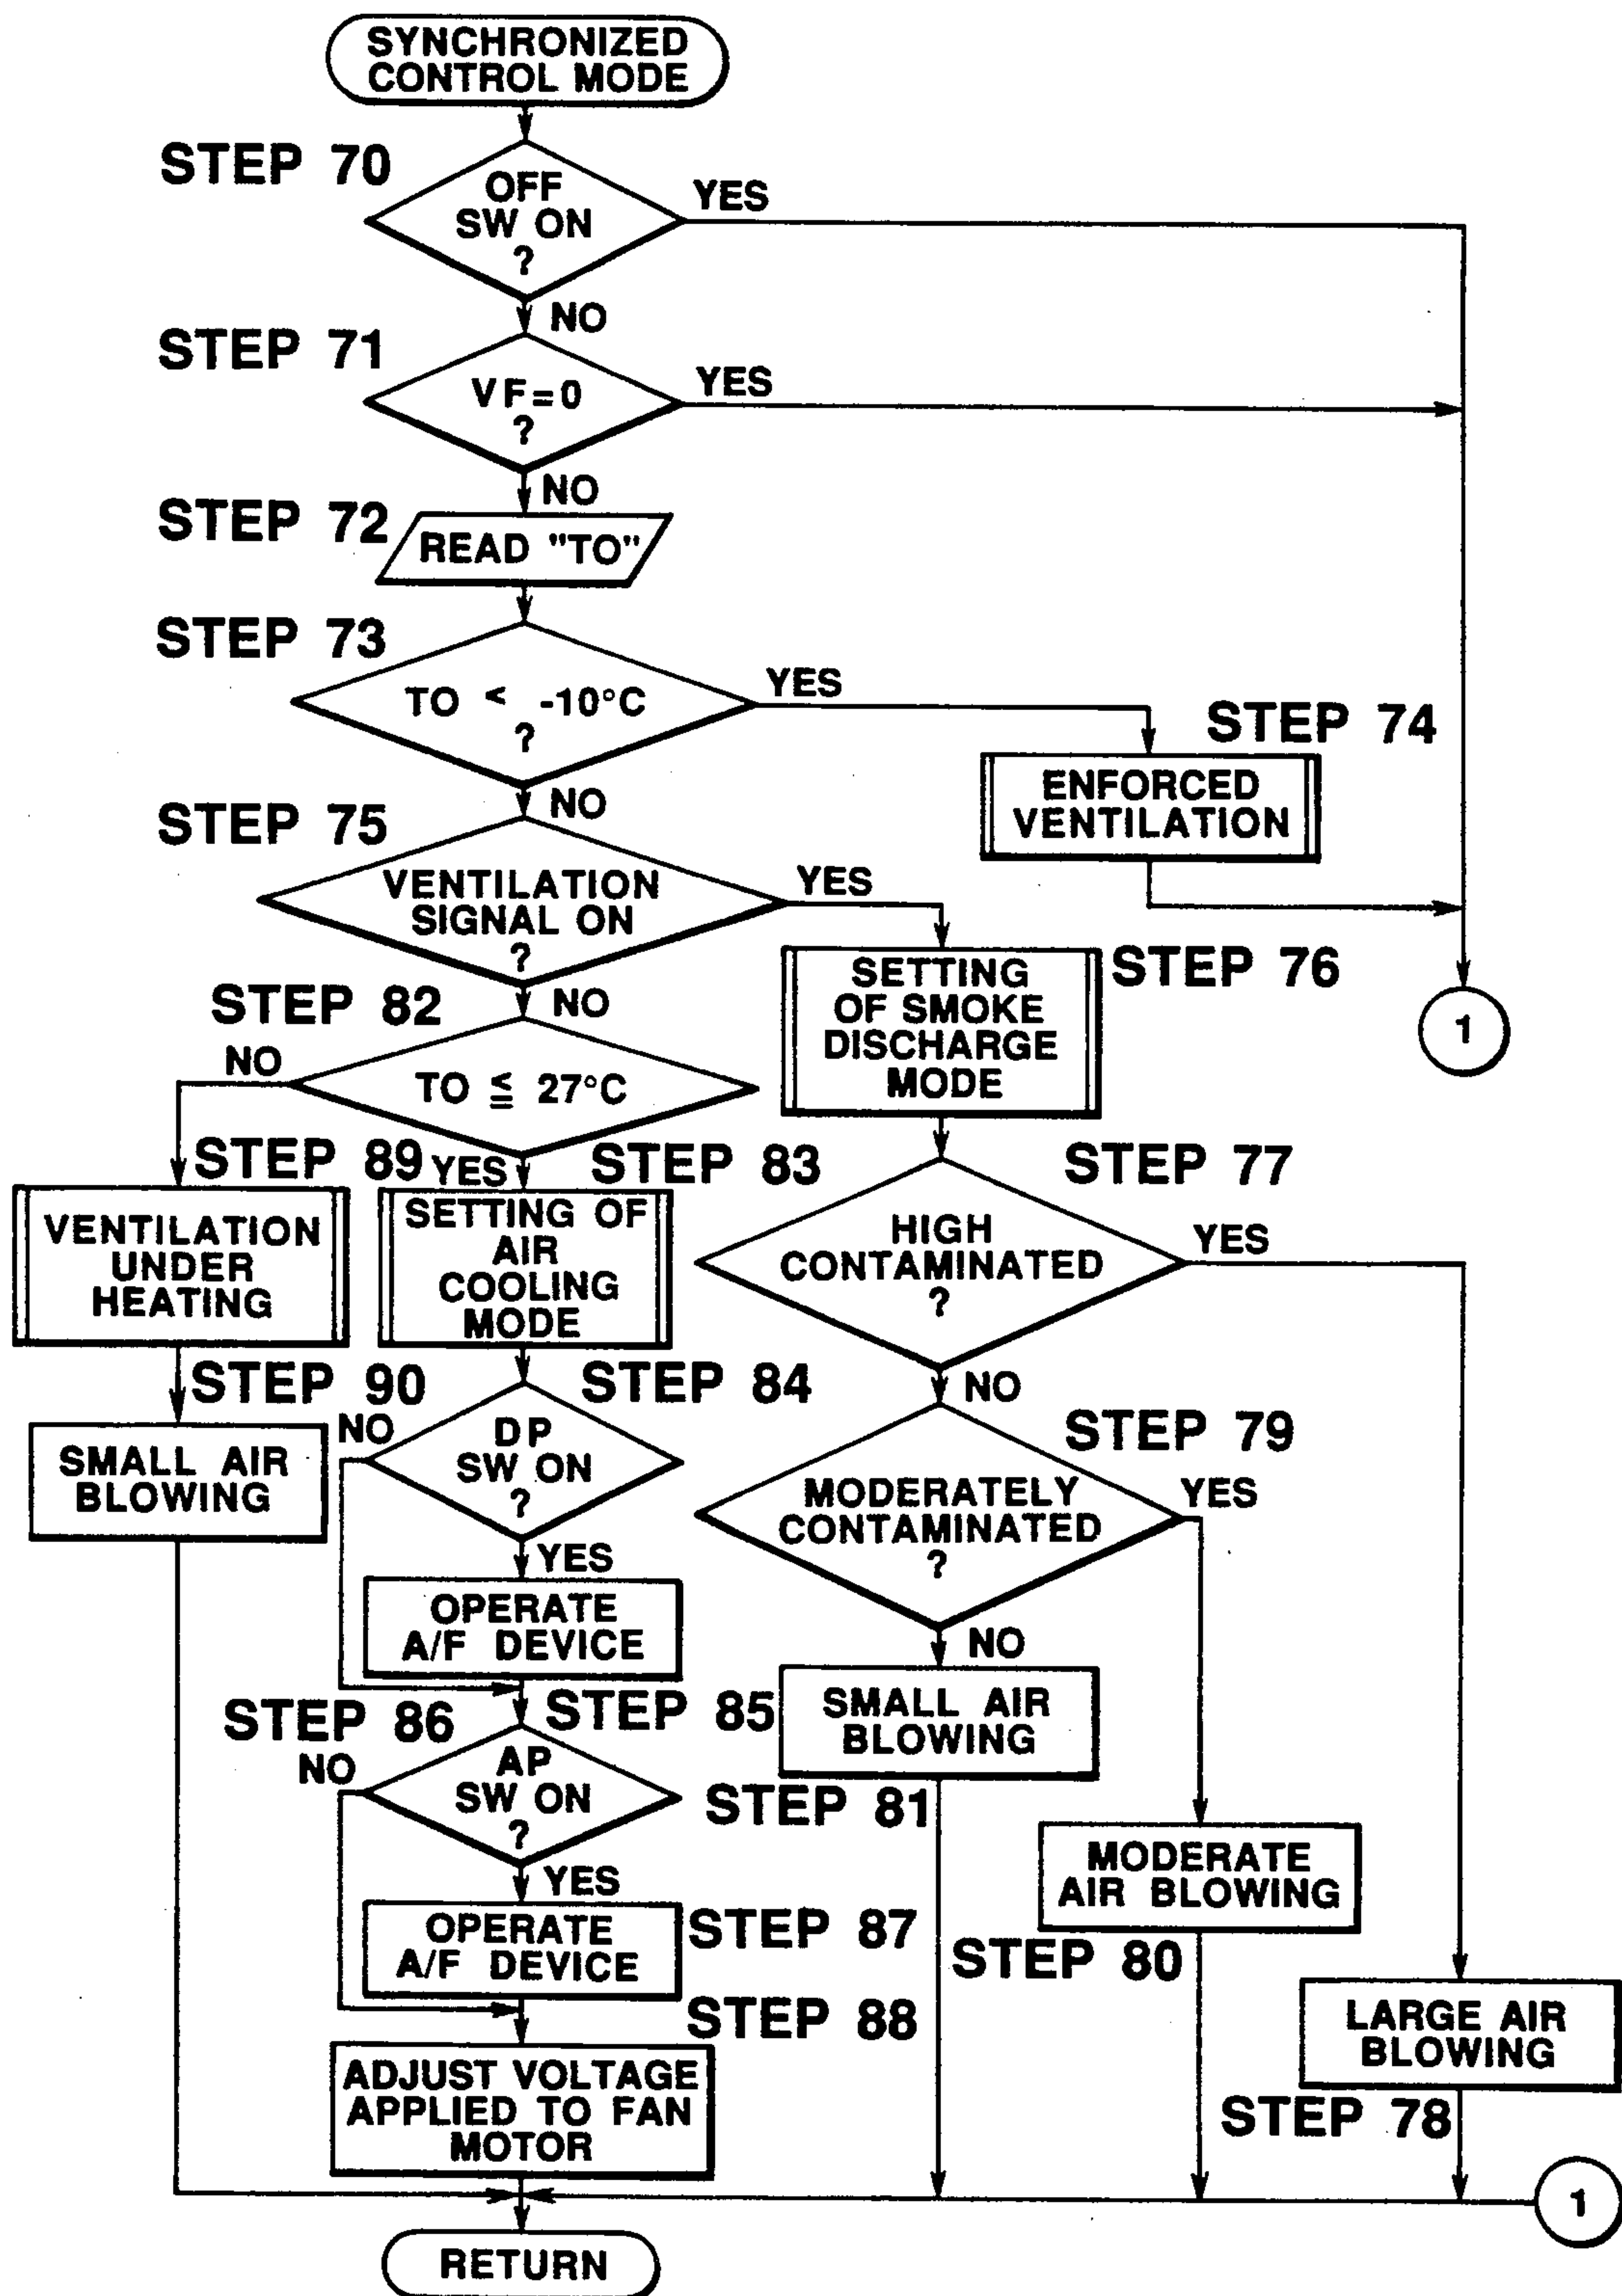 SYNCHRONIZED
CONTROL MODE
STEP 70
OFF
SW ON
?
YES
NO
STEP 71
VF=0
?
YES
NO
STEP 72
READ "TO"
STEP 73
TO < -10°C
?
YES
NO
STEP 74
ENFORCED
VENTILATION
STEP 75
VENTILATION
SIGNAL ON
?
YES
NO
STEP 76
SETTING
OF SMOKE
DISCHARGE
MODE
1
STEP 82
TO ≦ 27°C
NO
YES
STEP 89
VENTILATION
UNDER
HEATING
STEP 83
SETTING OF
AIR
COOLING
MODE
STEP 77
HIGH
CONTAMINATED
?
YES
NO
STEP 90
SMALL AIR
BLOWING
STEP 84
DP
SW ON
?
NO
YES
OPERATE
A/F DEVICE
STEP 79
MODERATELY
CONTAMINATED
?
YES
NO
STEP 85
SMALL AIR
BLOWING
STEP 86
AP
SW ON
?
NO
YES
STEP 81
MODERATE
AIR BLOWING
OPERATE
A/F DEVICE
STEP 87
STEP 80
STEP 88
LARGE AIR
BLOWING
ADJUST VOLTAGE
APPLIED TO FAN
MOTOR
STEP 78
1
RETURN